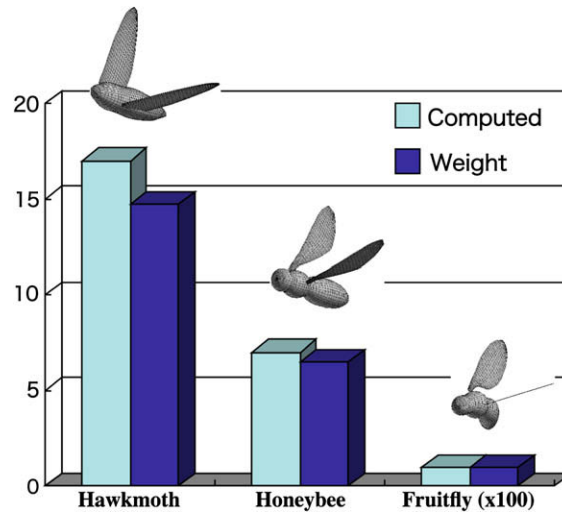 20
15
10
5
0
Computed
Weight
Hawkmoth
Honeybee
Fruitfly (x100)